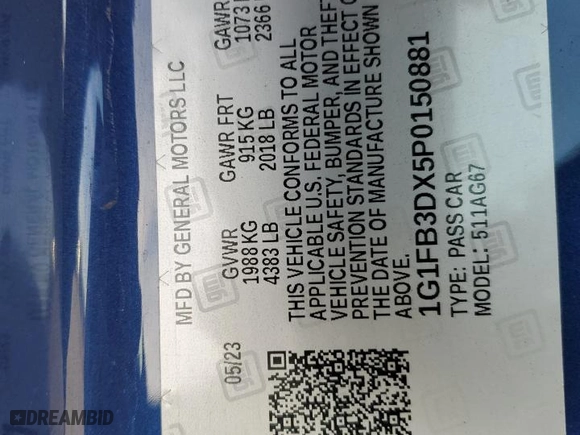 MFD BY GENERAL MOTORS LLC
05/23
GVWR
1988 KG
4383 LB
GAWR FRT
915 KG
2018 LB
GAWR
1073
2366
THIS VEHICLE CONFORMS TO ALL
APPLICABLE U.S. FEDERAL MOTOR
VEHICLE SAFETY, BUMPER, AND THEFT
PREVENTION STANDARDS IN EFFECT
THE DATE OF MANUFACTURE SHOWN
ABOVE.
1G1FB3DX5P0150881
TYPE: PASS CAR
MODEL: 511AG67
gm
DREAMBID